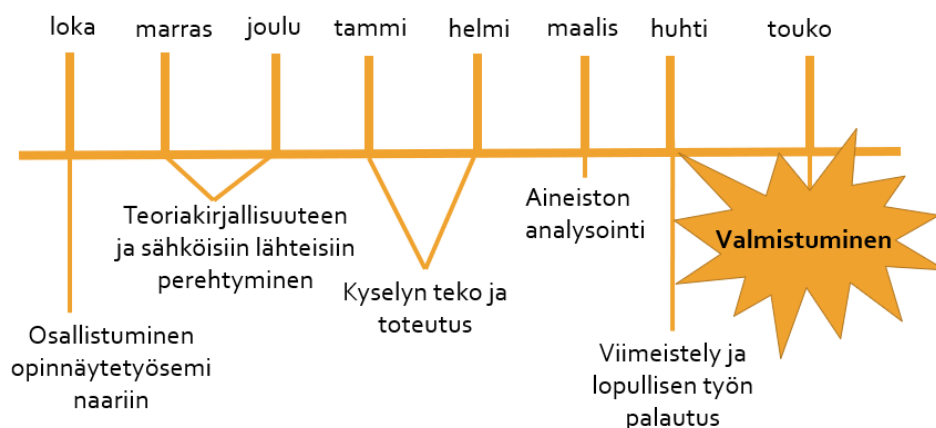 loka marras joulu tammi helmi maalis huhti touko
Teoriakirjallisuuteen
ja sähköisiin lähteisiin
perehtyminen
Aineiston
analysointi
Valmistuminen
Kyselyn teko ja
toteutus
Osallistuminen
opinnäytetyösemi
naariin
Viimeistely ja
lopullisen työn
palautus